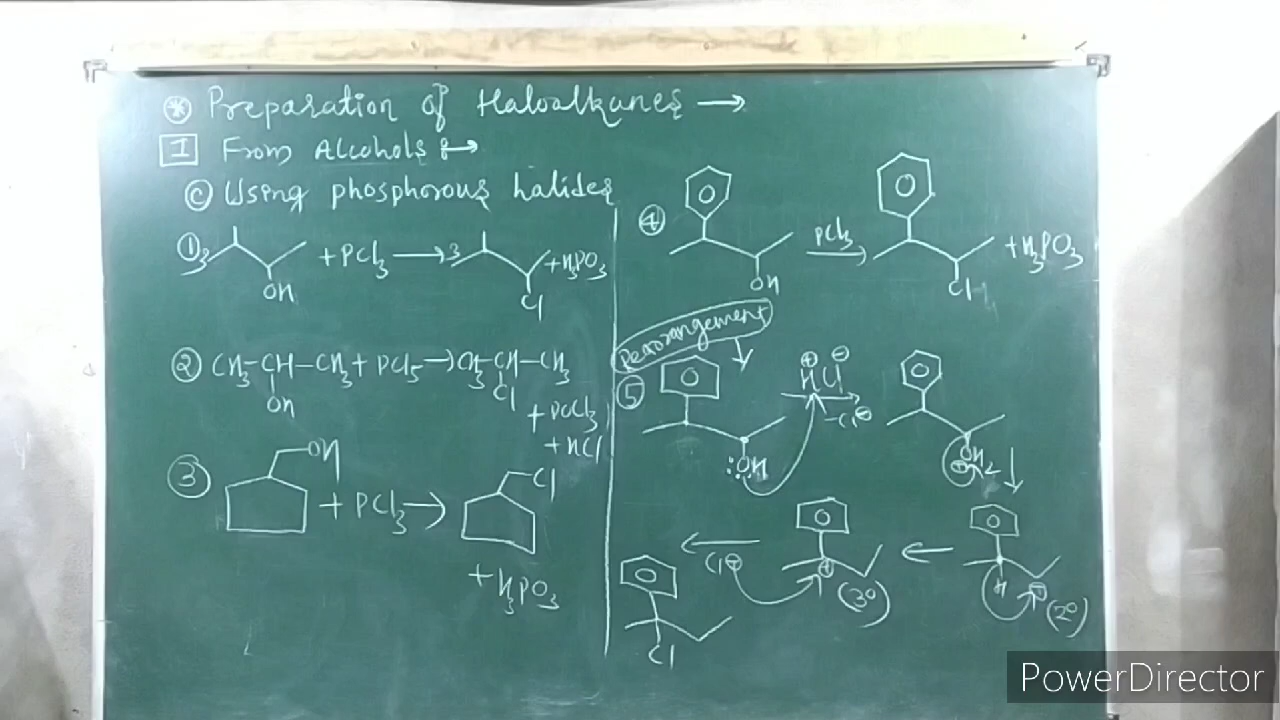 ⊛ Preparation of Haloalkanes →
I From Alcohols :→
Ⓒ Using phosphorous halides
① 3 OH + PCl3 → 3 Cl + H3PO3
② CH3-CH-CH3 + PCl5 → CH3-CH-CH3
OH Cl
+ POCl3
+ HCl
③ OH + PCl3 → Cl
+ H3PO3
④ OH PCl3 → Cl + H3PO3
Rearrangement
⑤ OH H⊕ Cl⊖ -Cl⊖ → OH2 ⊕
H ⊕ (2°)
⊕ (3°)
Cl⊖
Cl
PowerDirector